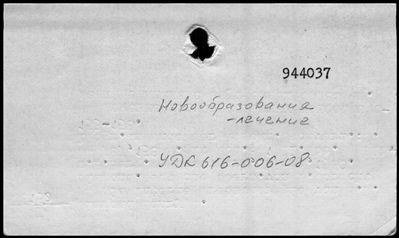 944037
Новообразования
-лечение
УДК 616-006-08